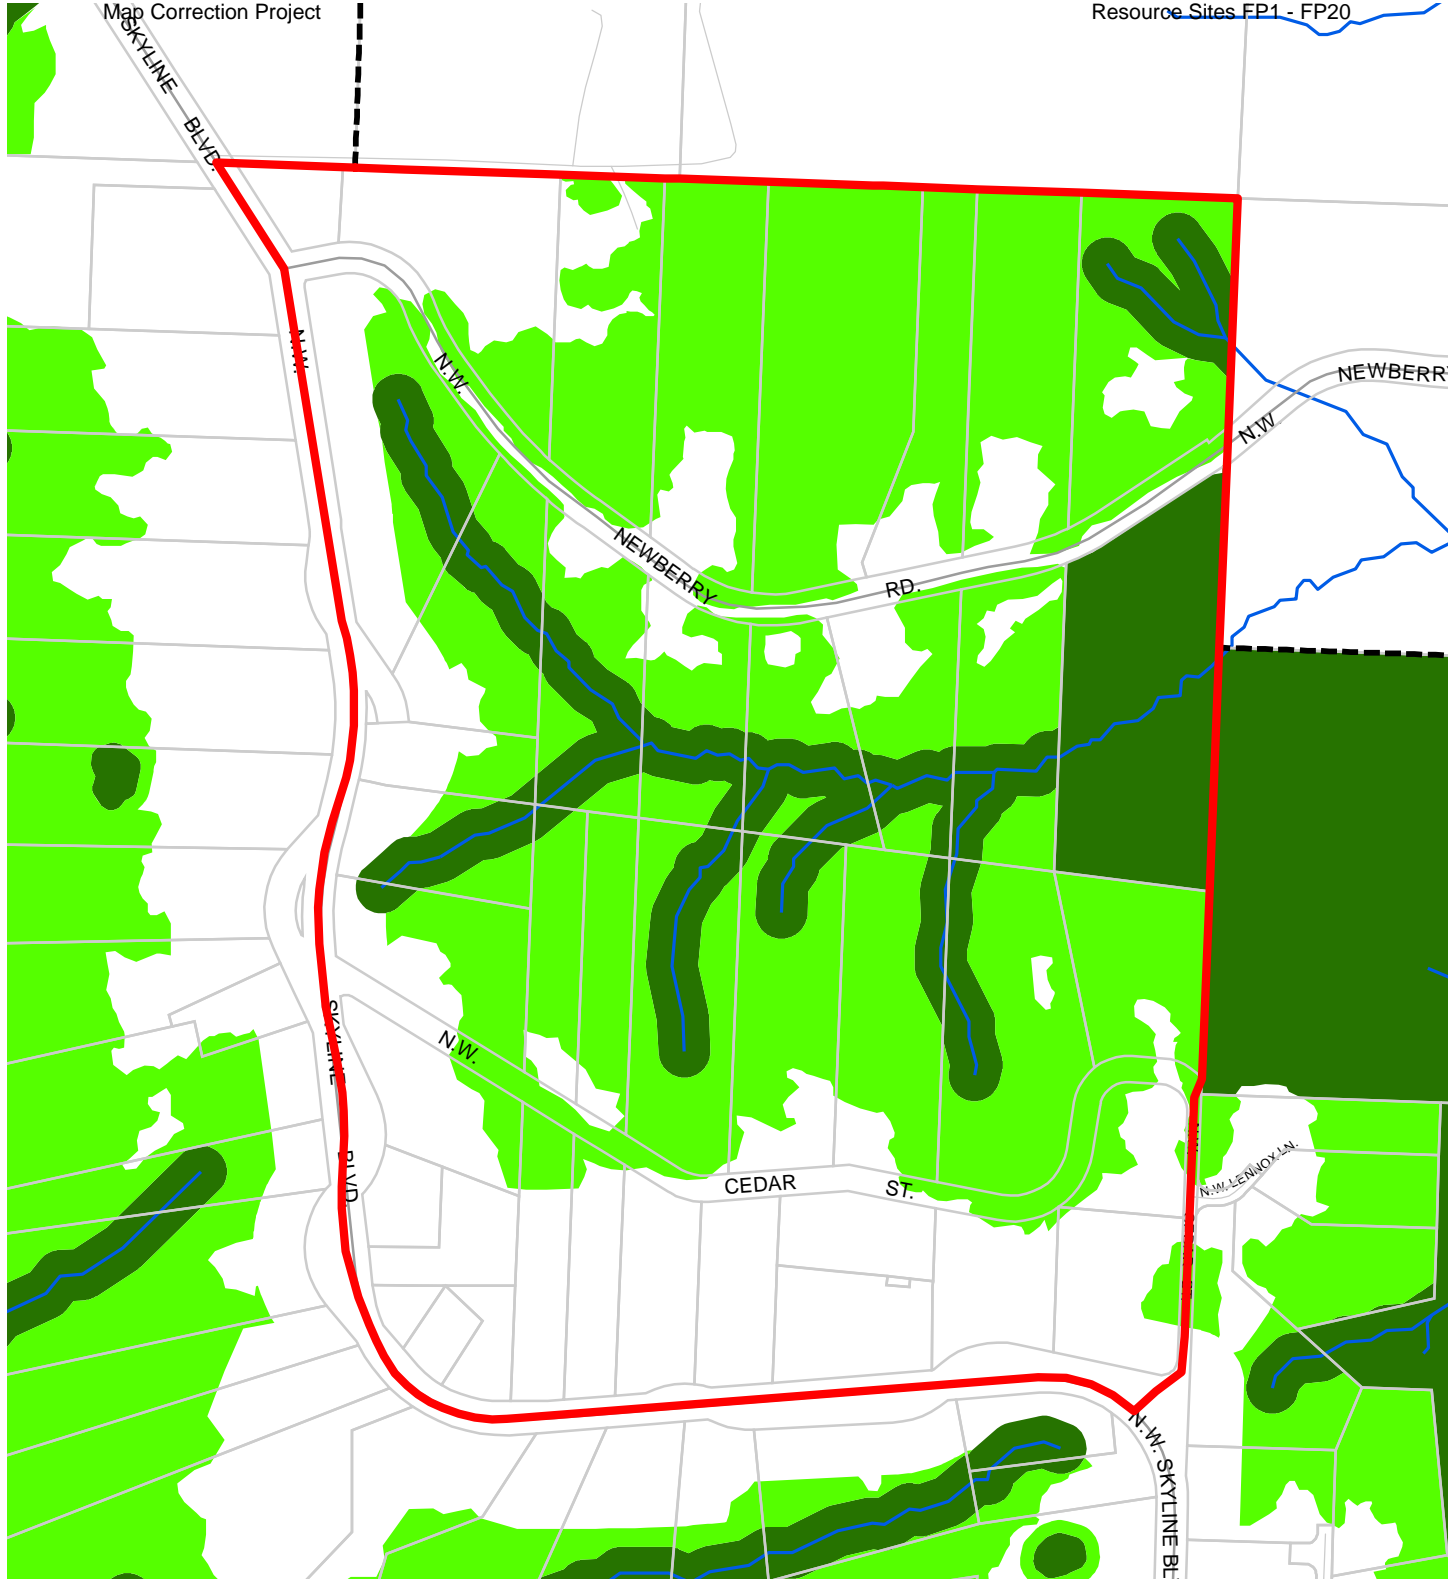 Map Correction Project
Resource Sites FP1 - FP20
SKYLINE
BLVD.
N.W.
N.W.
NEWBERRY
RD.
N.W.
NEWBERRY
SKYLINE
BLVD.
N.W.
CEDAR
ST.
N.W. LENNOX LN.
N.W. SKYLINE BL